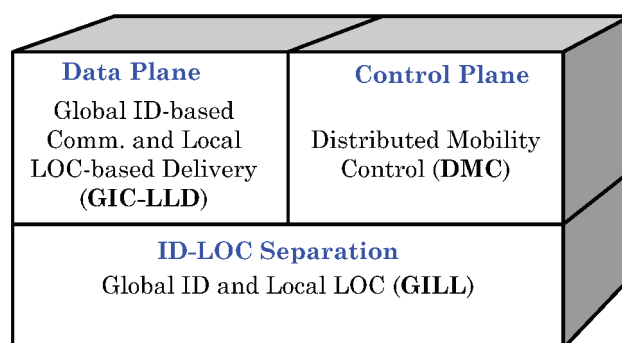 Data Plane
Global ID-based
Comm. and Local
LOC-based Delivery
(GIC-LLD)
Control Plane
Distributed Mobility
Control (DMC)
ID-LOC Separation
Global ID and Local LOC (GILL)